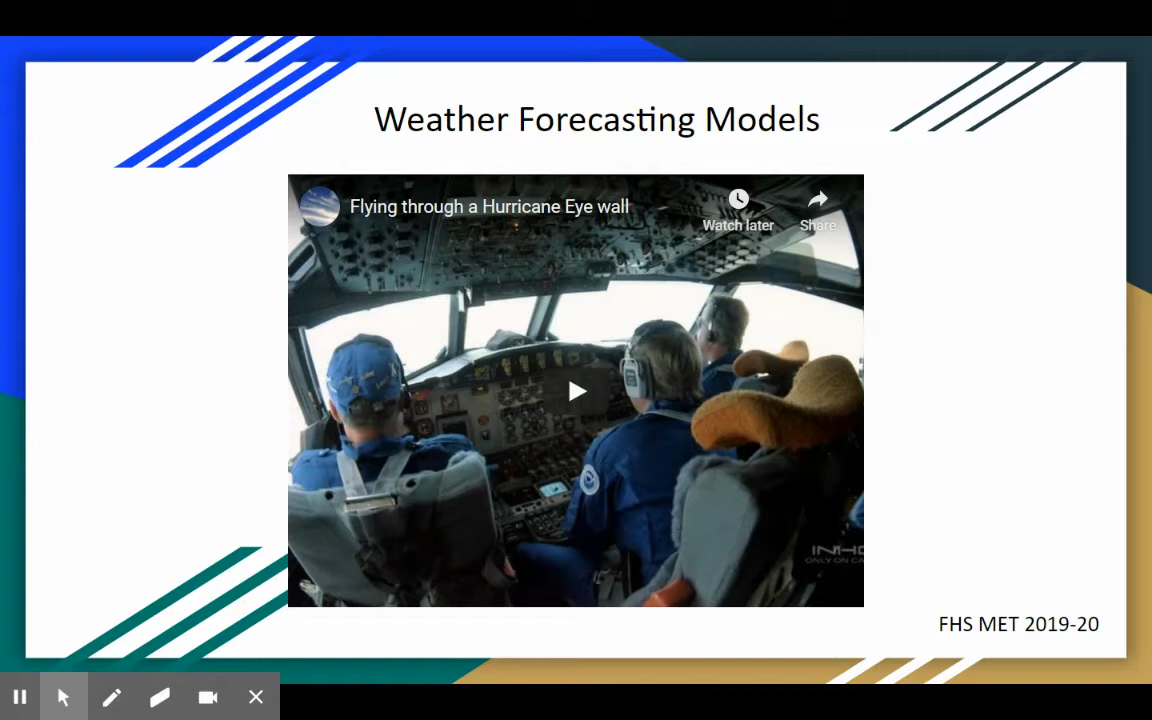 Weather Forecasting Models
Flying through a Hurricane Eye wall
Watch later
Share
FHS MET 2019-20